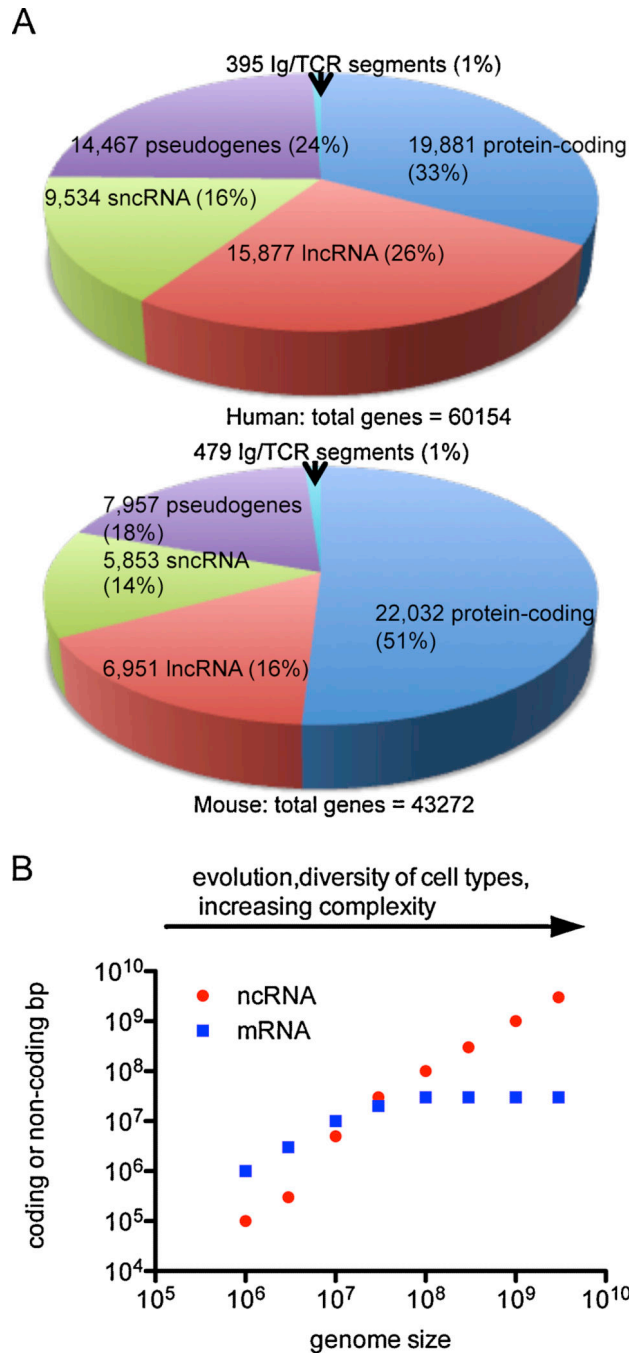 A
395 Ig/TCR segments (1%)
14,467 pseudogenes (24%)
19,881 protein-coding
(33%)
9,534 sncRNA (16%)
15,877 lncRNA (26%)
Human: total genes = 60154
479 Ig/TCR segments (1%)
7,957 pseudogenes
(18%)
5,853 sncRNA
(14%)
22,032 protein-coding
(51%)
6,951 lncRNA (16%)
Mouse: total genes = 43272
B
evolution,diversity of cell types,
increasing complexity
coding or non-coding bp
10^10
10^9
10^8
10^7
10^6
10^5
10^4
ncRNA
mRNA
10^5 10^6 10^7 10^8 10^9 10^10
genome size